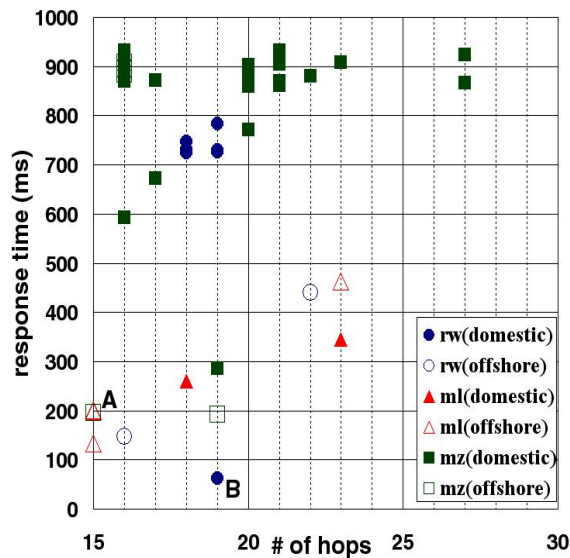 1000
900
800
700
600
500
400
300
200
100
0
response time (ms)
A
B
rw(domestic)
rw(offshore)
ml(domestic)
ml(offshore)
mz(domestic)
mz(offshore)
15 20 25 30
# of hops